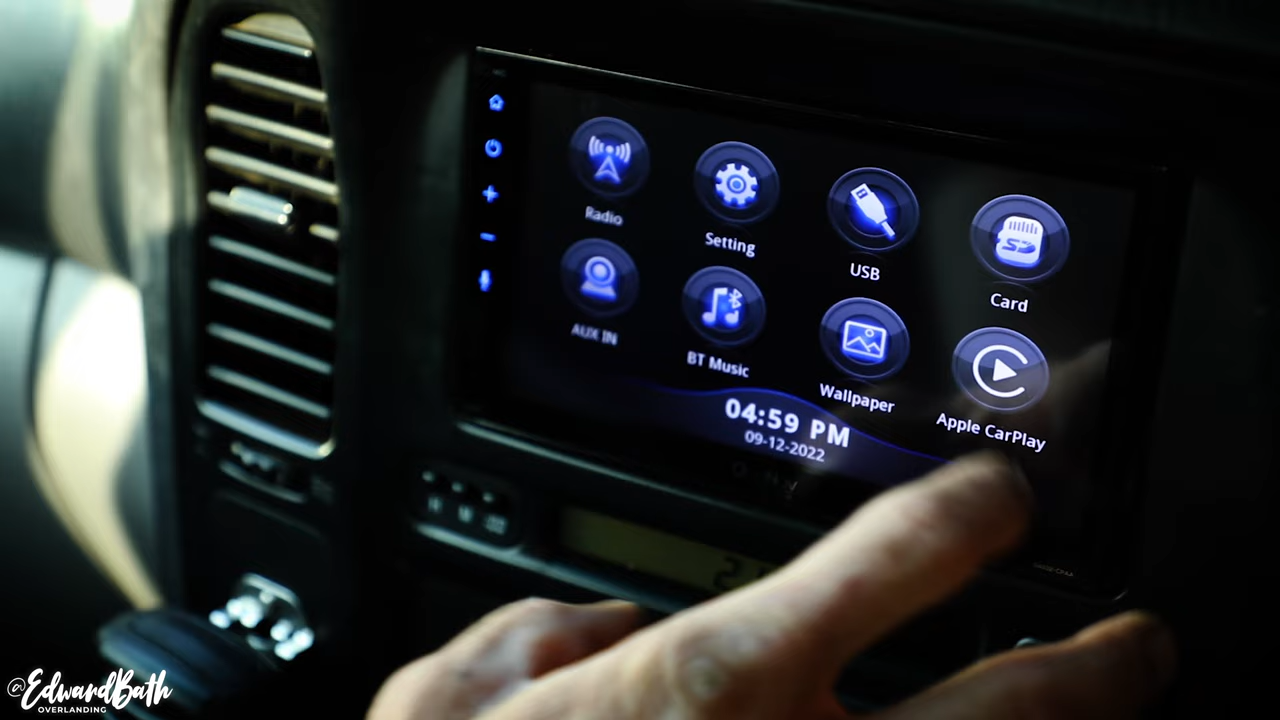 Radio
Setting
USB
Card
AUX IN
BT Music
Wallpaper
Apple CarPlay
04:59 PM
09-12-2022
@EdwardBath
OVERLANDING